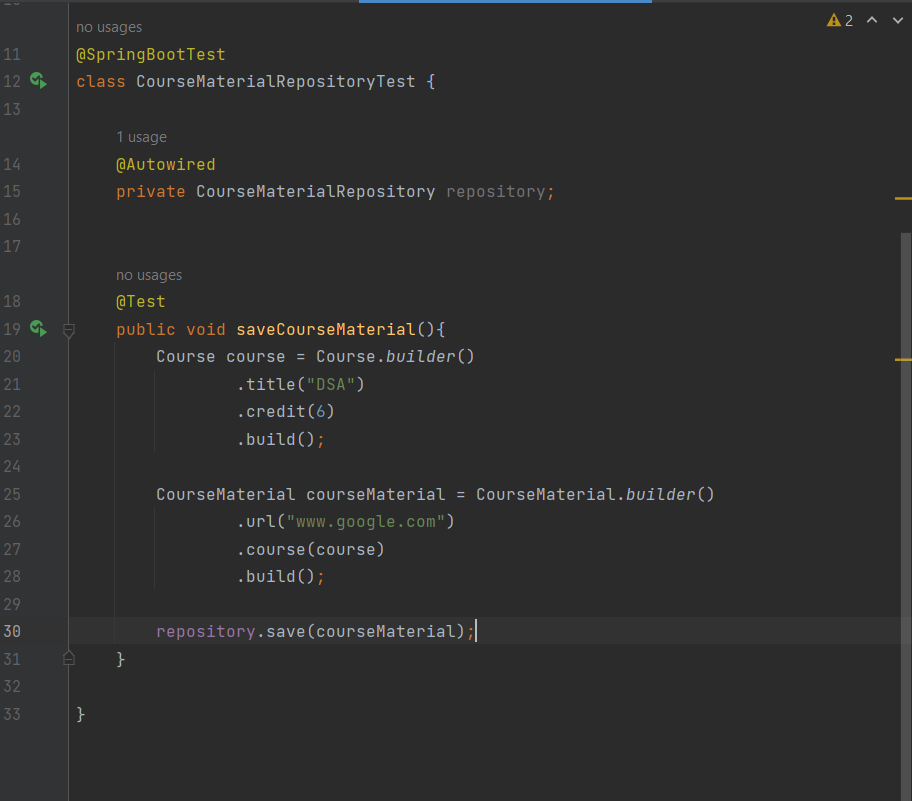 no usages
2
11 @SpringBootTest
12 class CourseMaterialRepositoryTest {
13
1 usage
14 @Autowired
15 private CourseMaterialRepository repository;
16
17
no usages
18 @Test
19 public void saveCourseMaterial(){
20 Course course = Course.builder()
21 .title("DSA")
22 .credit(6)
23 .build();
24
25 CourseMaterial courseMaterial = CourseMaterial.builder()
26 .url("www.google.com")
27 .course(course)
28 .build();
29
30 repository.save(courseMaterial);
31 }
32
33 }